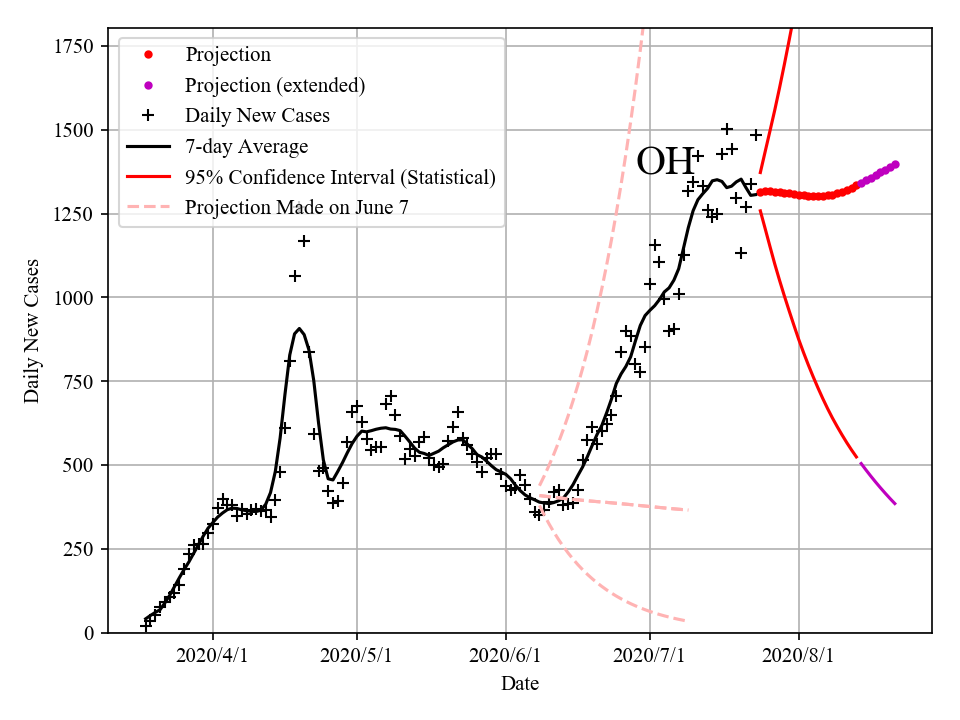 1750
1500
1250
1000
750
500
250
0
Daily New Cases
Projection
Projection (extended)
Daily New Cases
7-day Average
95% Confidence Interval (Statistical)
Projection Made on June 7
OH
2020/4/1
2020/5/1
2020/6/1
2020/7/1
2020/8/1
Date